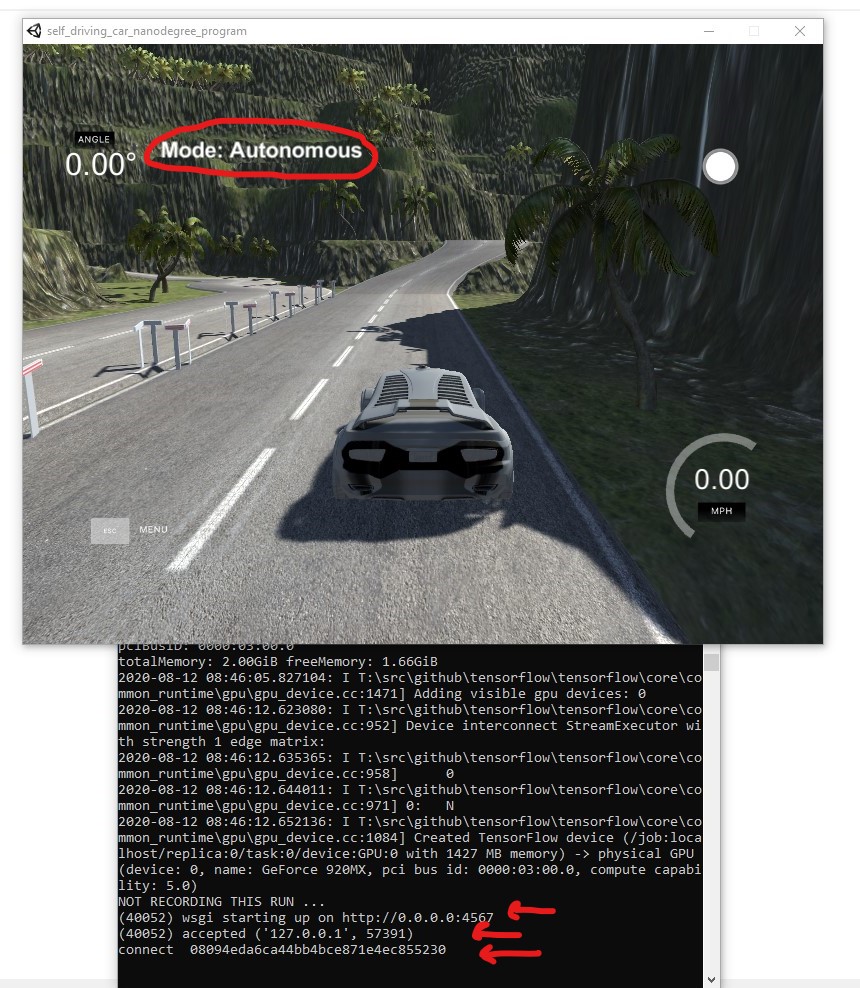 self_driving_car_nanodegree_program
ANGLE
0.00°
Mode: Autonomous
0.00
MPH
ESC
MENU
pciBusID: 0000:03:00.0
totalMemory: 2.00GiB freeMemory: 1.66GiB
2020-08-12 08:46:05.827104: I T:\src\github\tensorflow\tensorflow\core\co
mmon_runtime\gpu\gpu_device.cc:1471] Adding visible gpu devices: 0
2020-08-12 08:46:12.623080: I T:\src\github\tensorflow\tensorflow\core\co
mmon_runtime\gpu\gpu_device.cc:952] Device interconnect StreamExecutor wi
th strength 1 edge matrix:
2020-08-12 08:46:12.635365: I T:\src\github\tensorflow\tensorflow\core\co
mmon_runtime\gpu\gpu_device.cc:958]      0
2020-08-12 08:46:12.644011: I T:\src\github\tensorflow\tensorflow\core\co
mmon_runtime\gpu\gpu_device.cc:971] 0:   N
2020-08-12 08:46:12.652136: I T:\src\github\tensorflow\tensorflow\core\co
mmon_runtime\gpu\gpu_device.cc:1084] Created TensorFlow device (/job:loca
lhost/replica:0/task:0/device:GPU:0 with 1427 MB memory) -> physical GPU
(device: 0, name: GeForce 920MX, pci bus id: 0000:03:00.0, compute capabi
lity: 5.0)
NOT RECORDING THIS RUN ...
(40052) wsgi starting up on http://0.0.0.0:4567
(40052) accepted ('127.0.0.1', 57391)
connect  08094eda6ca44bb4bce871e4ec855230